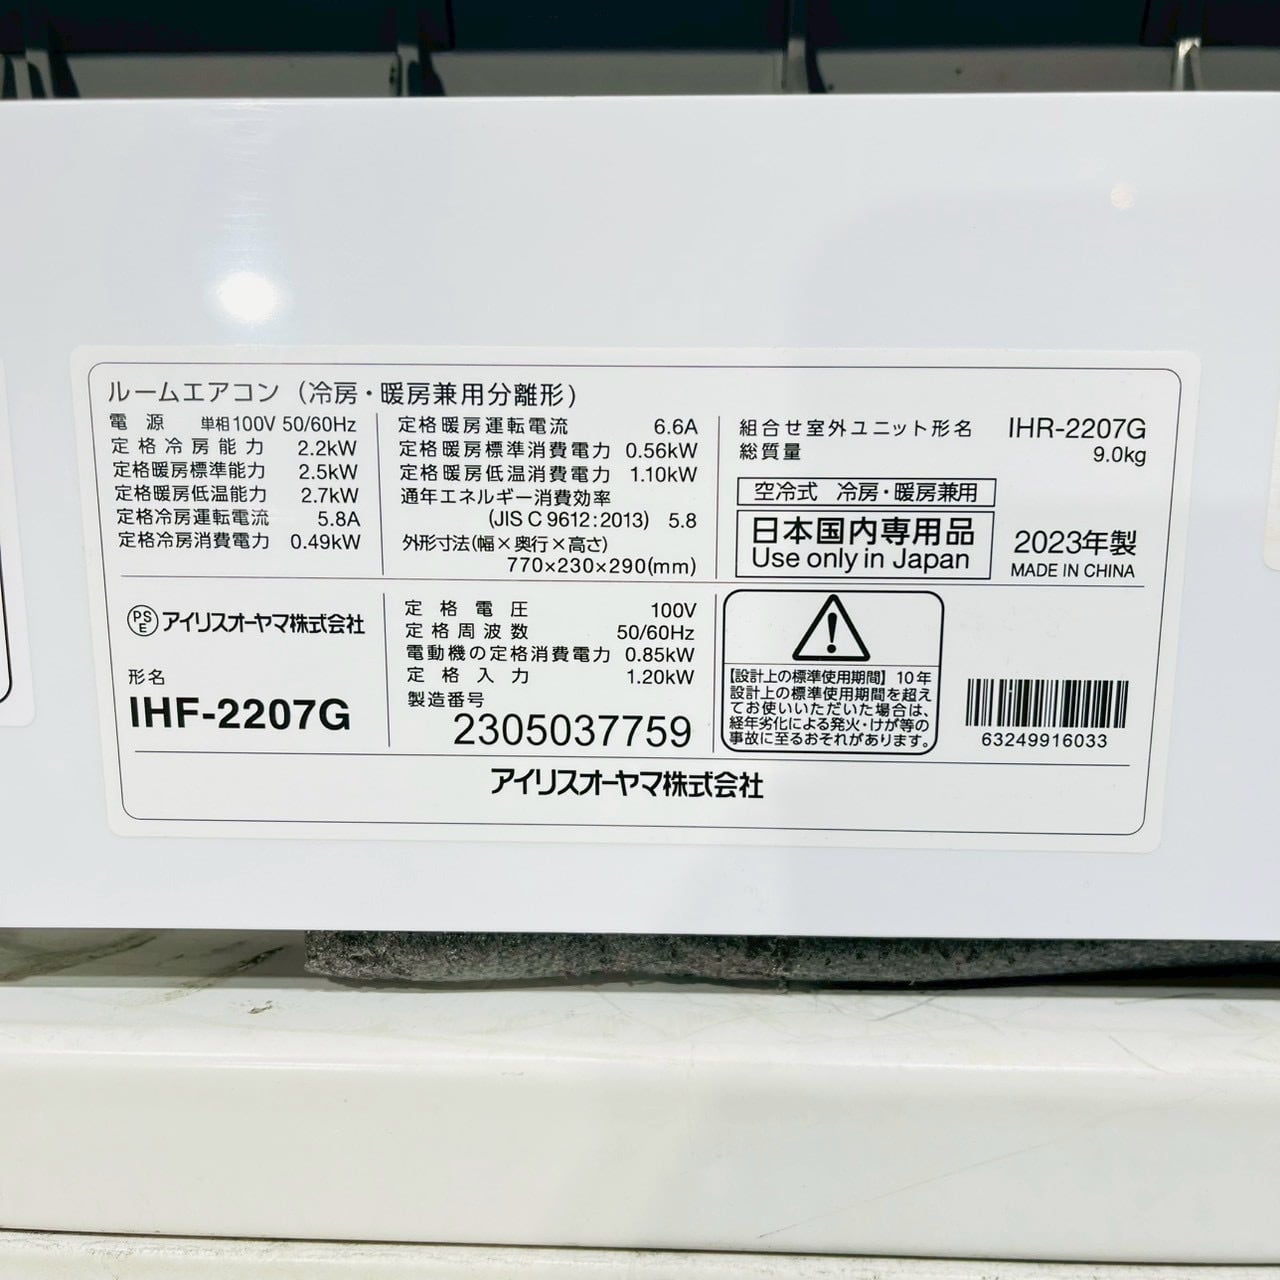 ルームエアコン（冷房・暖房兼用分離形）
電源 単相100V 50/60Hz
定格冷房能力 2.2kW
定格暖房標準能力 2.5kW
定格暖房低温能力 2.7kW
定格冷房運転電流 5.8A
定格冷房消費電力 0.49kW
定格暖房運転電流 6.6A
定格暖房標準消費電力 0.56kW
定格暖房低温消費電力 1.10kW
通年エネルギー消費効率
(JIS C 9612:2013) 5.8
外形寸法(幅×奥行×高さ)
770×230×290(mm)
組合せ室外ユニット形名 IHR-2207G
総質量 9.0kg
空冷式 冷房・暖房兼用
日本国内専用品
Use only in Japan
2023年製
MADE IN CHINA
PSE アイリスオーヤマ株式会社
形名
IHF-2207G
定格電圧 100V
定格周波数 50/60Hz
電動機の定格消費電力 0.85kW
定格入力 1.20kW
製造番号
2305037759
【設計上の標準使用期間】10年
設計上の標準使用期間を超え
てお使いいただいた場合は、
経年劣化による発火・けが等の
事故に至るおそれがあります。
63249916033
アイリスオーヤマ株式会社